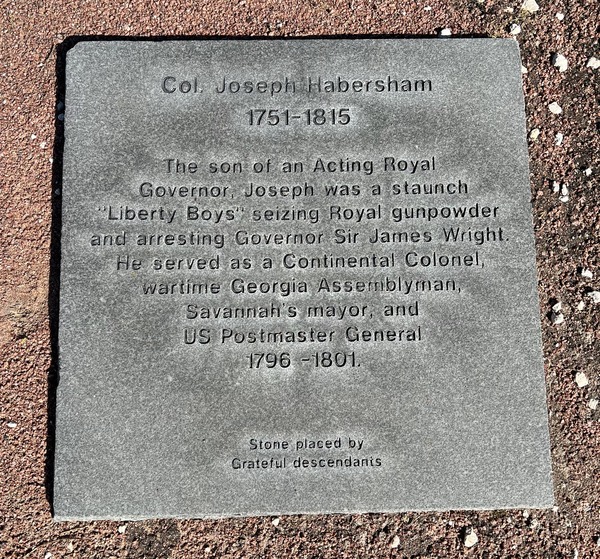 Col. Joseph Habersham
1751-1815
The son of an Acting Royal
Governor, Joseph was a staunch
"Liberty Boys" seizing Royal gunpowder
and arresting Governor Sir James Wright.
He served as a Continental Colonel,
wartime Georgia Assemblyman,
Savannah's mayor, and
US Postmaster General
1796 -1801.
Stone placed by
Grateful descendants